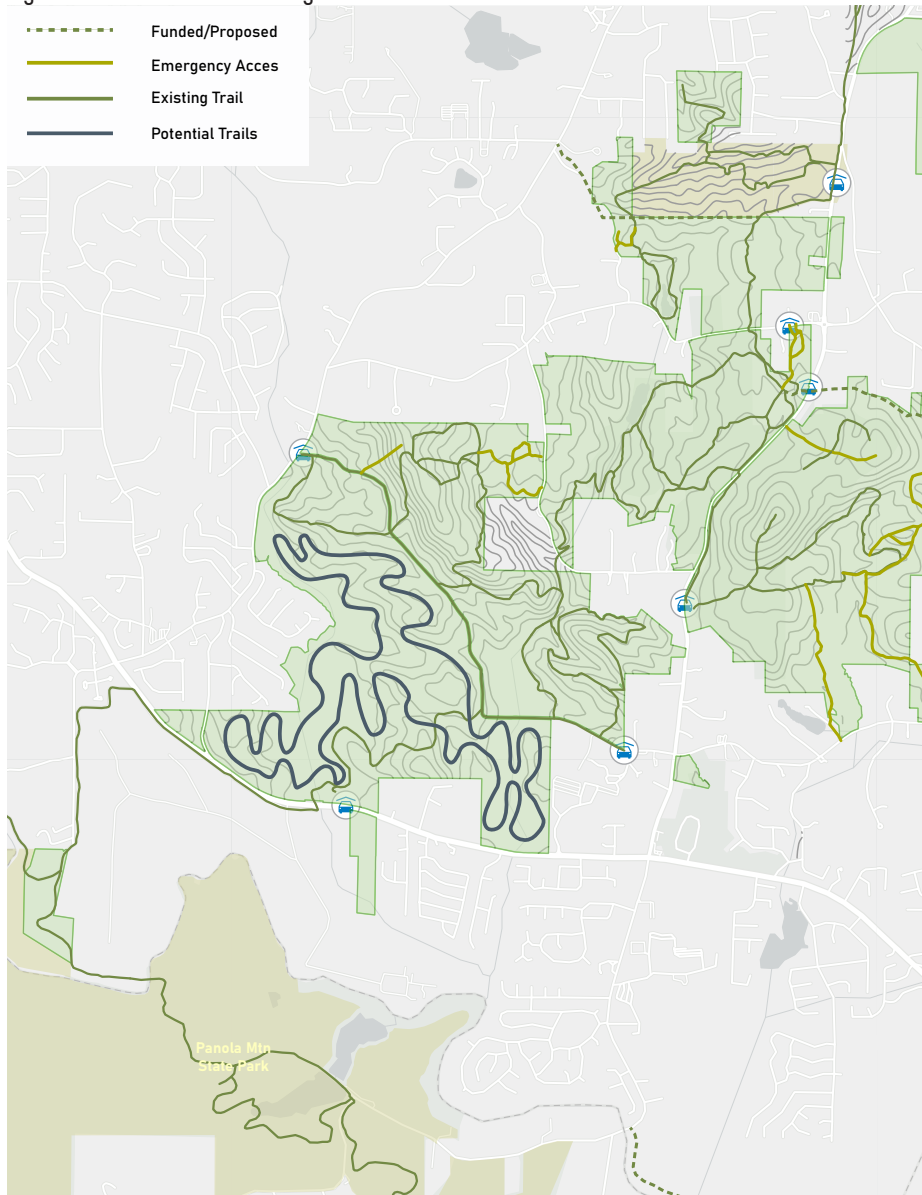 Funded/Proposed
Emergency Acces
Existing Trail
Potential Trails
Panola Mtn
State Park